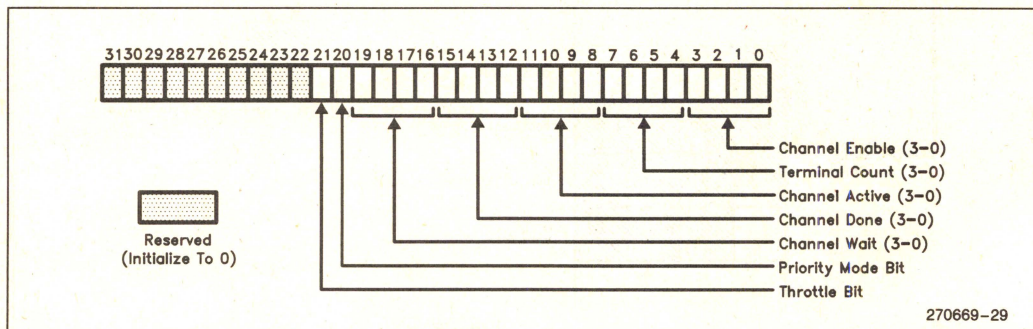 31 30 29 28 27 26 25 24 23 22 21 20 19 18 17 16 15 14 13 12 11 10 9 8 7 6 5 4 3 2 1 0
Channel Enable (3-0)
Terminal Count (3-0)
Channel Active (3-0)
Channel Done (3-0)
Channel Wait (3-0)
Priority Mode Bit
Throttle Bit
Reserved
(Initialize To 0)
270669-29